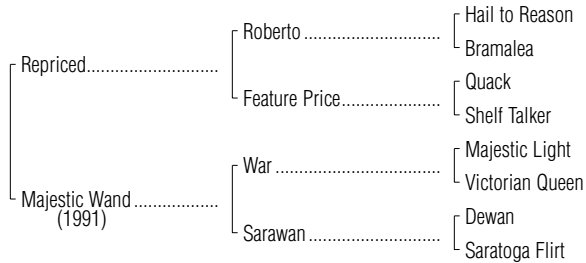 Hail to Reason
Roberto
Bramalea
Repriced
Quack
Feature Price
Shelf Talker
Majestic Light
War
Victorian Queen
Majestic Wand
(1991)
Dewan
Sarawan
Saratoga Flirt